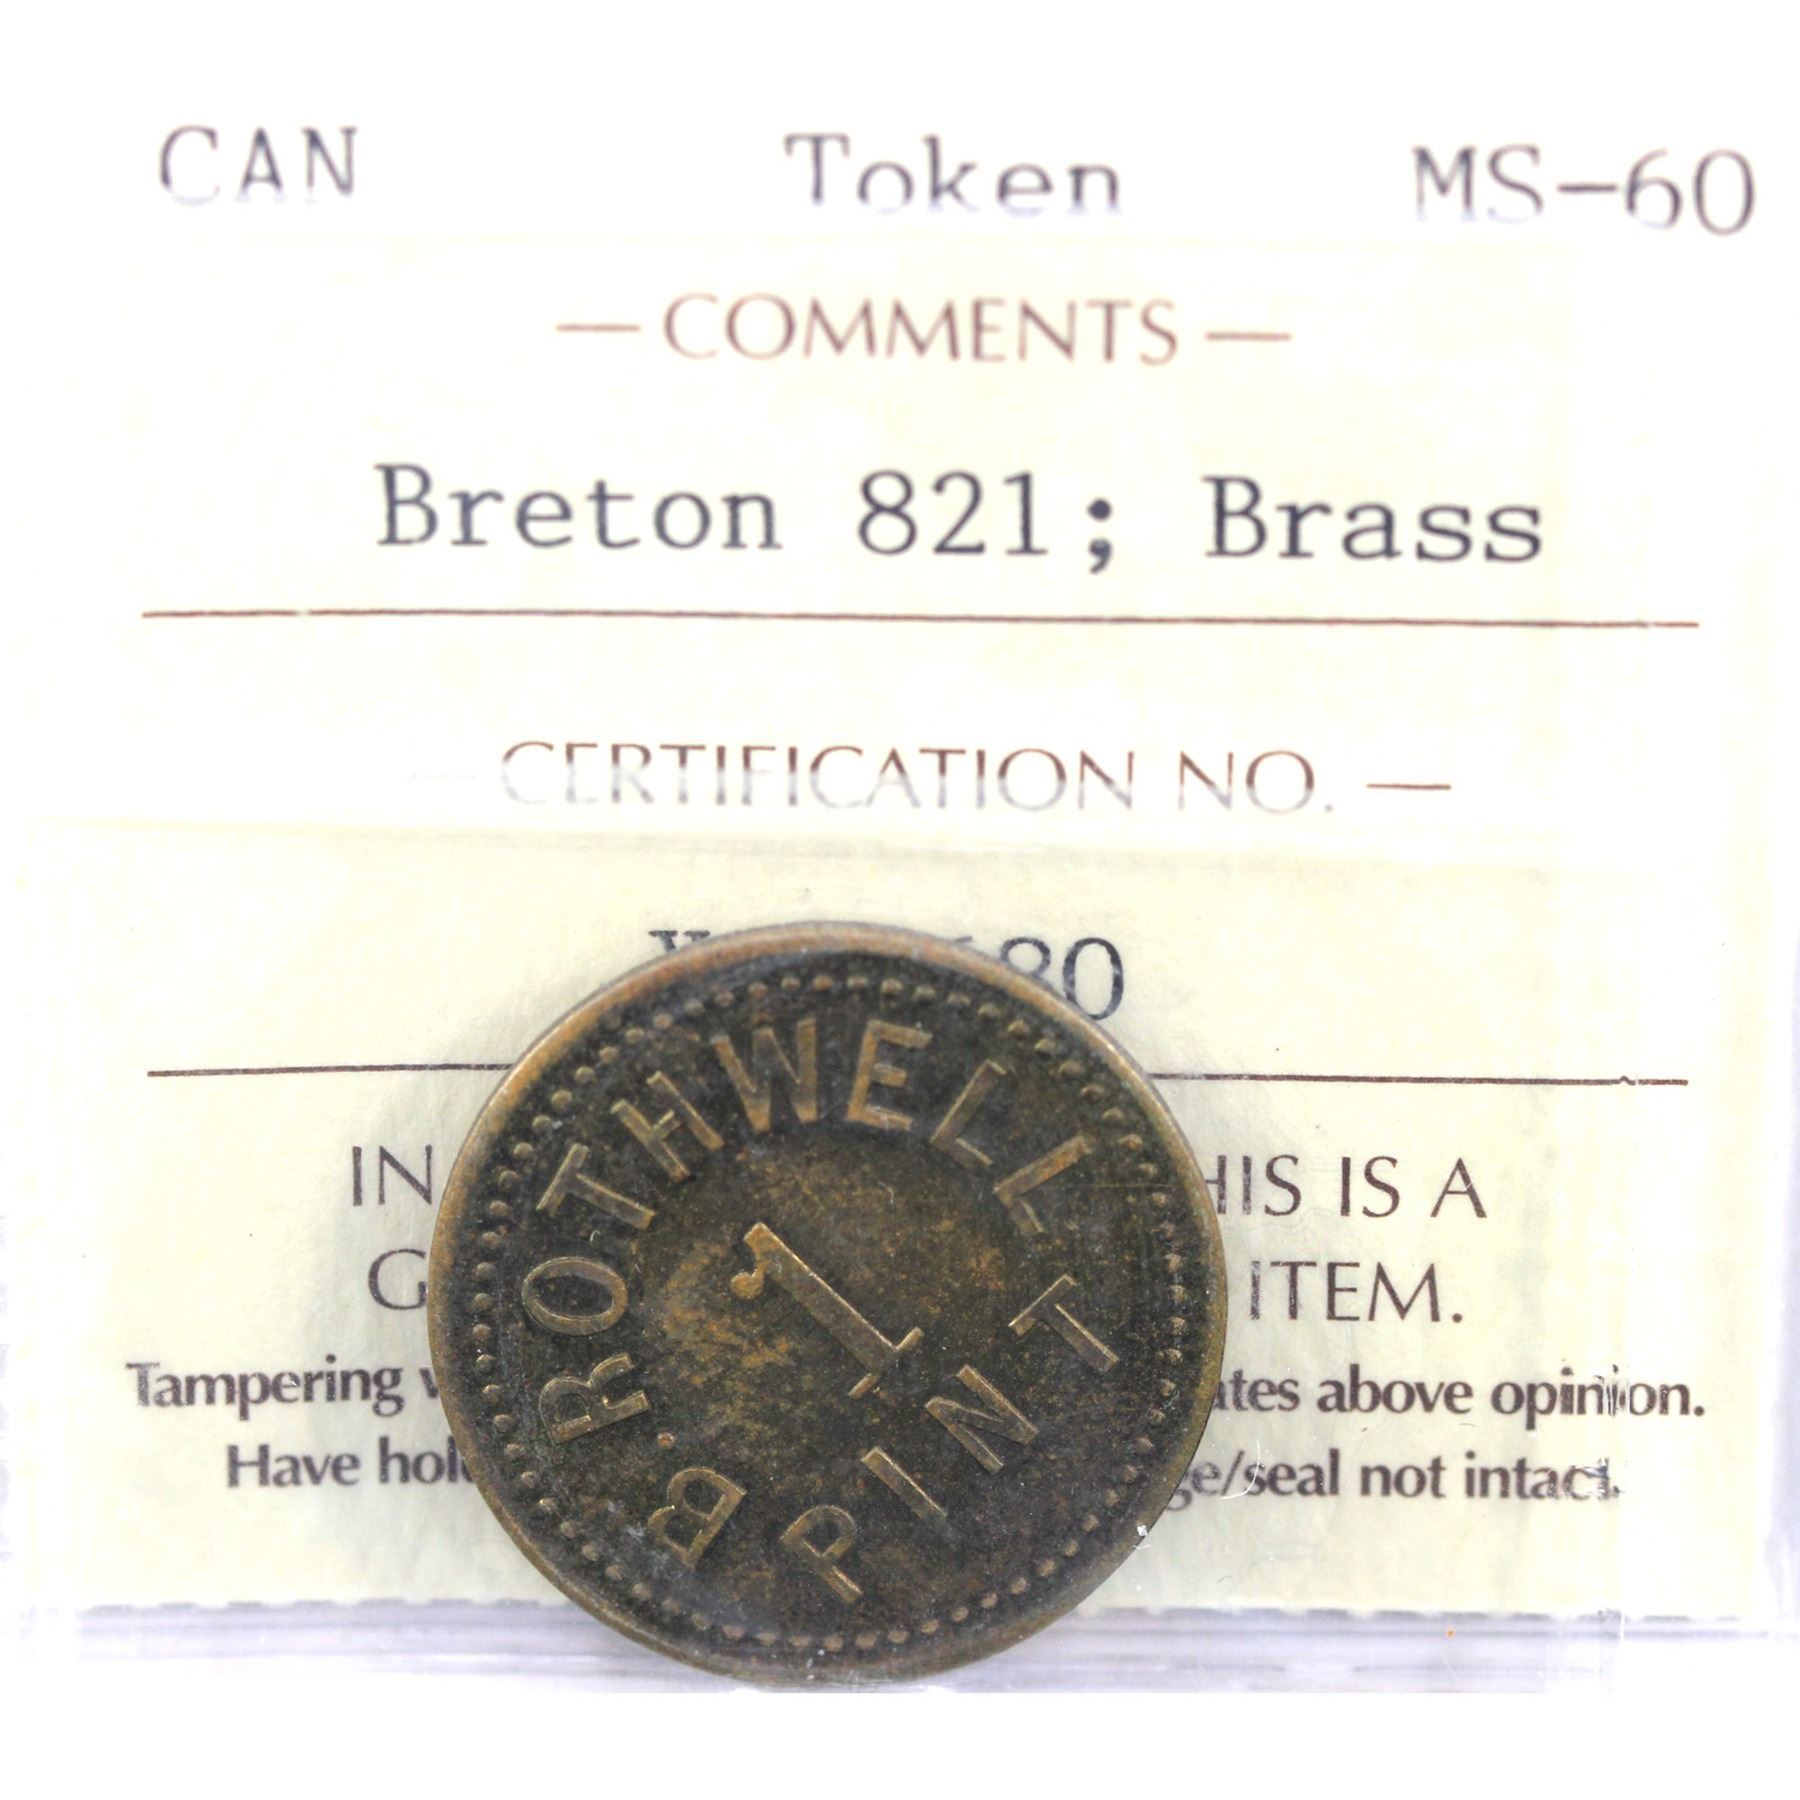 CAN Token MS-60
— COMMENTS —
Breton 821; Brass
— CERTIFICATION NO. —
80
IN HIS IS A
G ITEM.
Tampering ates above opinion.
Have ge/seal not intact.
B. ROTHWELL
1
PINT